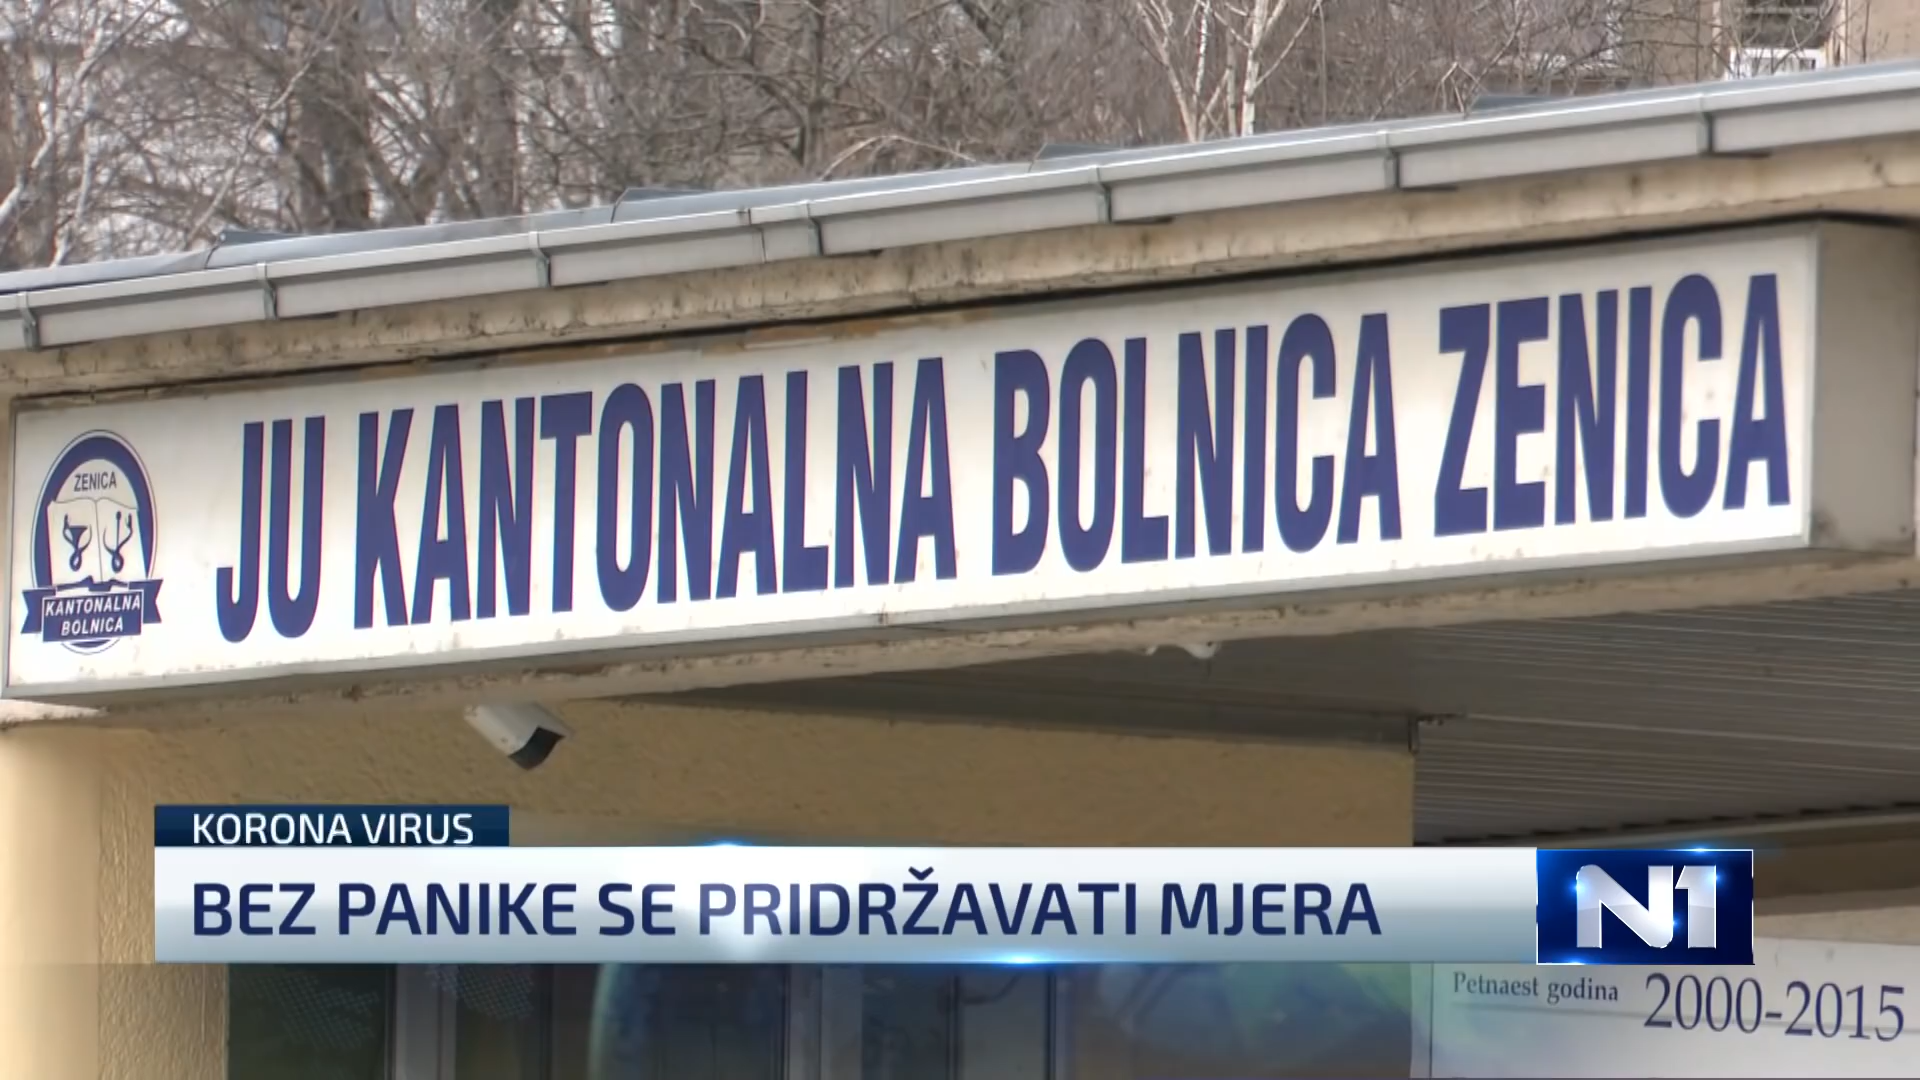 JU KANTONALNA BOLNICA ZENICA
ZENICA
KANTONALNA
BOLNICA
KORONA VIRUS
BEZ PANIKE SE PRIDRŽAVATI MJERA
N1
Petnaest godina 2000-2015